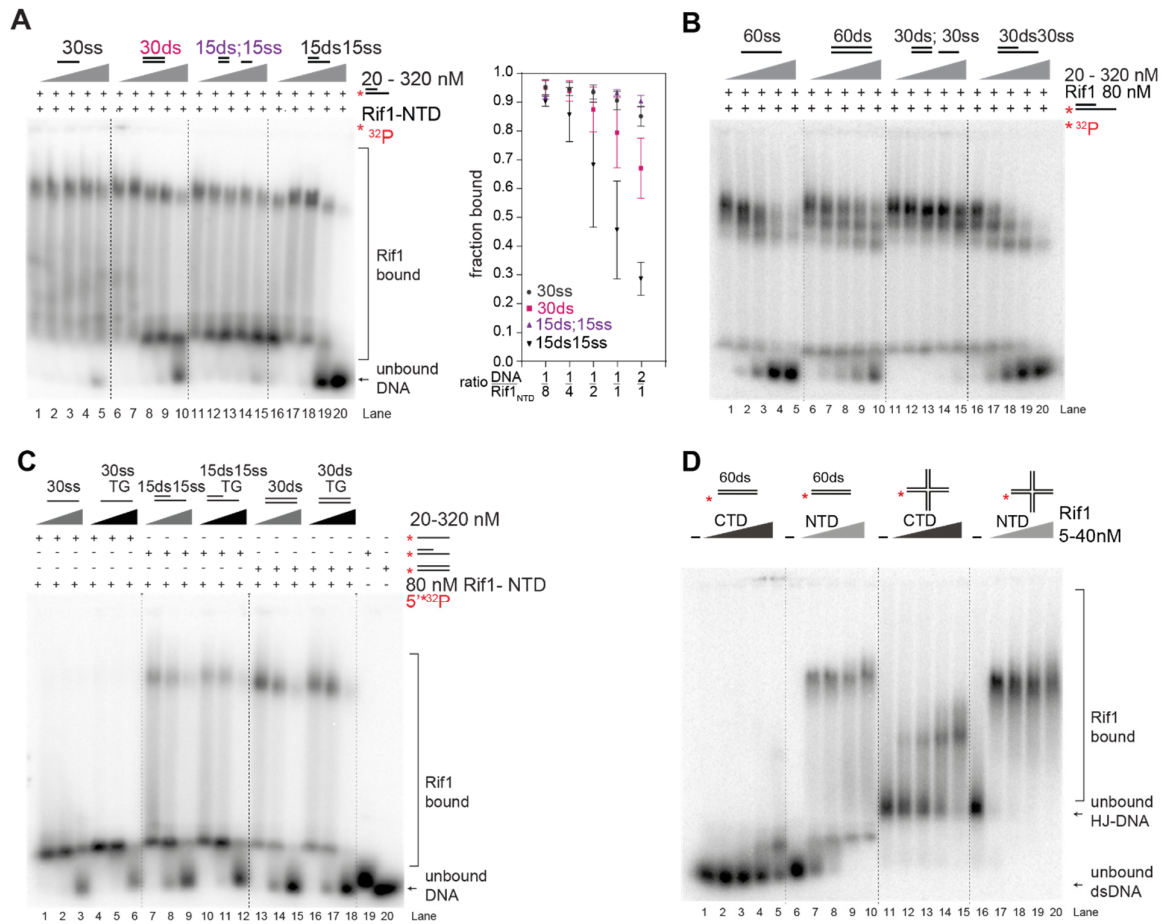 A
30ss
30ds
15ds;15ss
15ds15ss
20 - 320 nM
* + + + + + + + + + + + + + + + + + + + +
+ + + + + + + + + + + + + + + + + + + + Rif1-NTD
* 32P
Rif1
bound
unbound
DNA
1 2 3 4 5 6 7 8 9 10 11 12 13 14 15 16 17 18 19 20 Lane
fraction bound
1.0
0.9
0.8
0.7
0.6
0.5
0.4
0.3
0.2
0.1
0.0
30ss
30ds
15ds;15ss
15ds15ss
ratio
DNA 1 1 1 1 2
Rif1NTD 8 4 2 1 1
B
60ss
60ds
30ds; 30ss
30ds30ss
20 - 320 nM
+ + + + + + + + + + + + + + + + + + + + Rif1 80 nM
+ + + + + + + + + + + + + + + + + + + + *
* 32P
1 2 3 4 5 6 7 8 9 10 11 12 13 14 15 16 17 18 19 20 Lane
C
30ss
30ss
TG
15ds15ss
15ds15ss
TG
30ds
30ds
TG
20-320 nM
+ + + + + + - - - - - - - - - - - - - - *
- - - - - - + + + + + + - - - - - - + - *
- - - - - - - - - - - - + + + + + + - + *
+ + + + + + + + + + + + + + + + + + - - 80 nM Rif1- NTD
5'*32P
Rif1
bound
unbound
DNA
1 2 3 4 5 6 7 8 9 10 11 12 13 14 15 16 17 18 19 20 Lane
D
60ds
*
CTD
60ds
*
NTD
*
CTD
*
NTD
Rif1
5-40nM
Rif1
bound
unbound
HJ-DNA
unbound
dsDNA
1 2 3 4 5 6 7 8 9 10 11 12 13 14 15 16 17 18 19 20 Lane